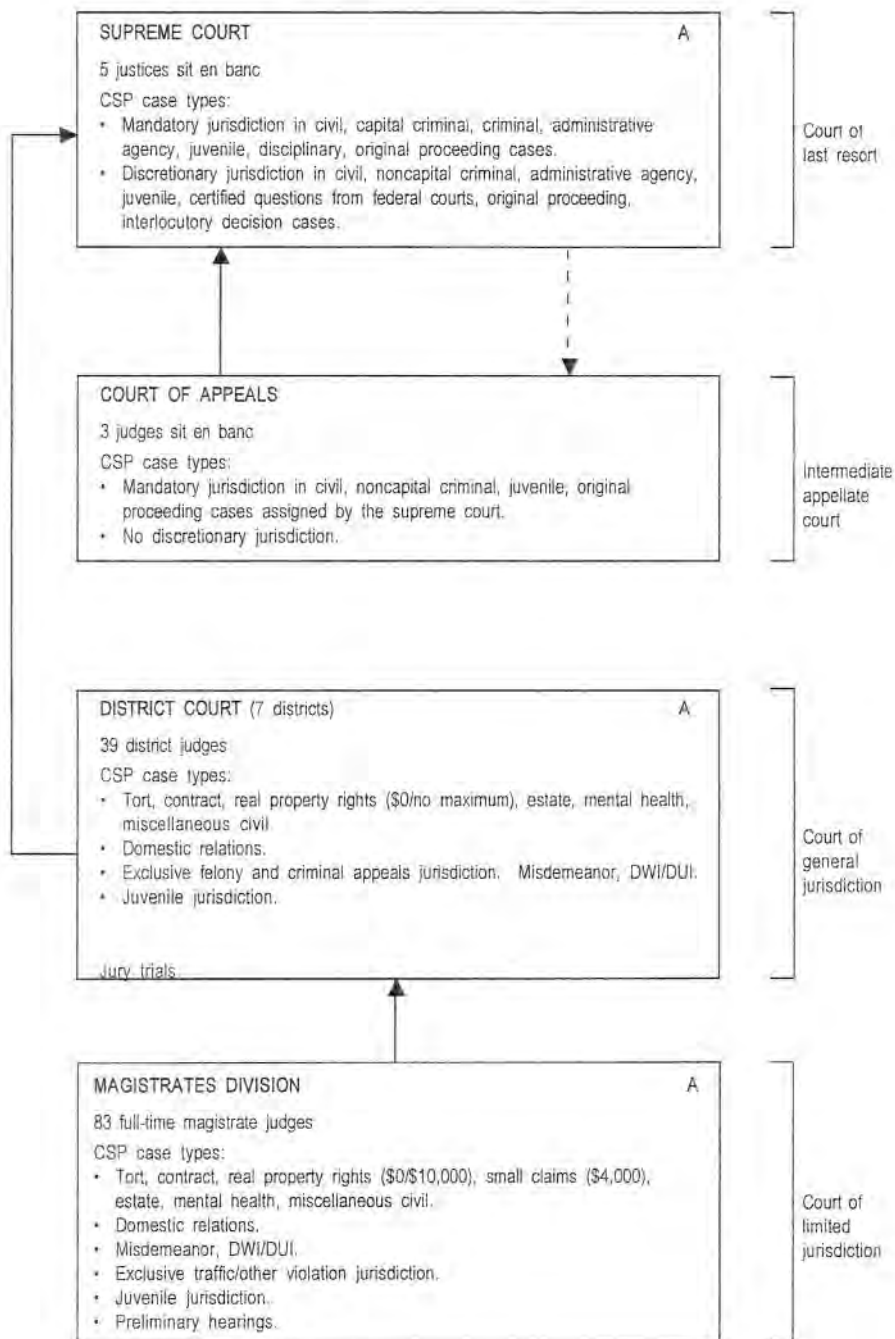 SUPREME COURT A
5 justices sit en banc
CSP case types:
• Mandatory jurisdiction in civil, capital criminal, criminal, administrative
agency, juvenile, disciplinary, original proceeding cases.
• Discretionary jurisdiction in civil, noncapital criminal, administrative agency,
juvenile, certified questions from federal courts, original proceeding,
interlocutory decision cases.
Court of
last resort
COURT OF APPEALS
3 judges sit en banc
CSP case types:
• Mandatory jurisdiction in civil, noncapital criminal, juvenile, original
proceeding cases assigned by the supreme court.
• No discretionary jurisdiction.
Intermediate
appellate
court
DISTRICT COURT (7 districts) A
39 district judges
CSP case types:
• Tort, contract, real property rights ($0/no maximum), estate, mental health,
miscellaneous civil
• Domestic relations.
• Exclusive felony and criminal appeals jurisdiction. Misdemeanor, DWI/DUI.
• Juvenile jurisdiction.
Jury trials
Court of
general
jurisdiction
MAGISTRATES DIVISION A
83 full-time magistrate judges
CSP case types:
• Tort, contract, real property rights ($0/$10,000), small claims ($4,000),
estate, mental health, miscellaneous civil.
• Domestic relations.
• Misdemeanor, DWI/DUI.
• Exclusive traffic/other violation jurisdiction.
• Juvenile jurisdiction.
• Preliminary hearings.
Court of
limited
jurisdiction